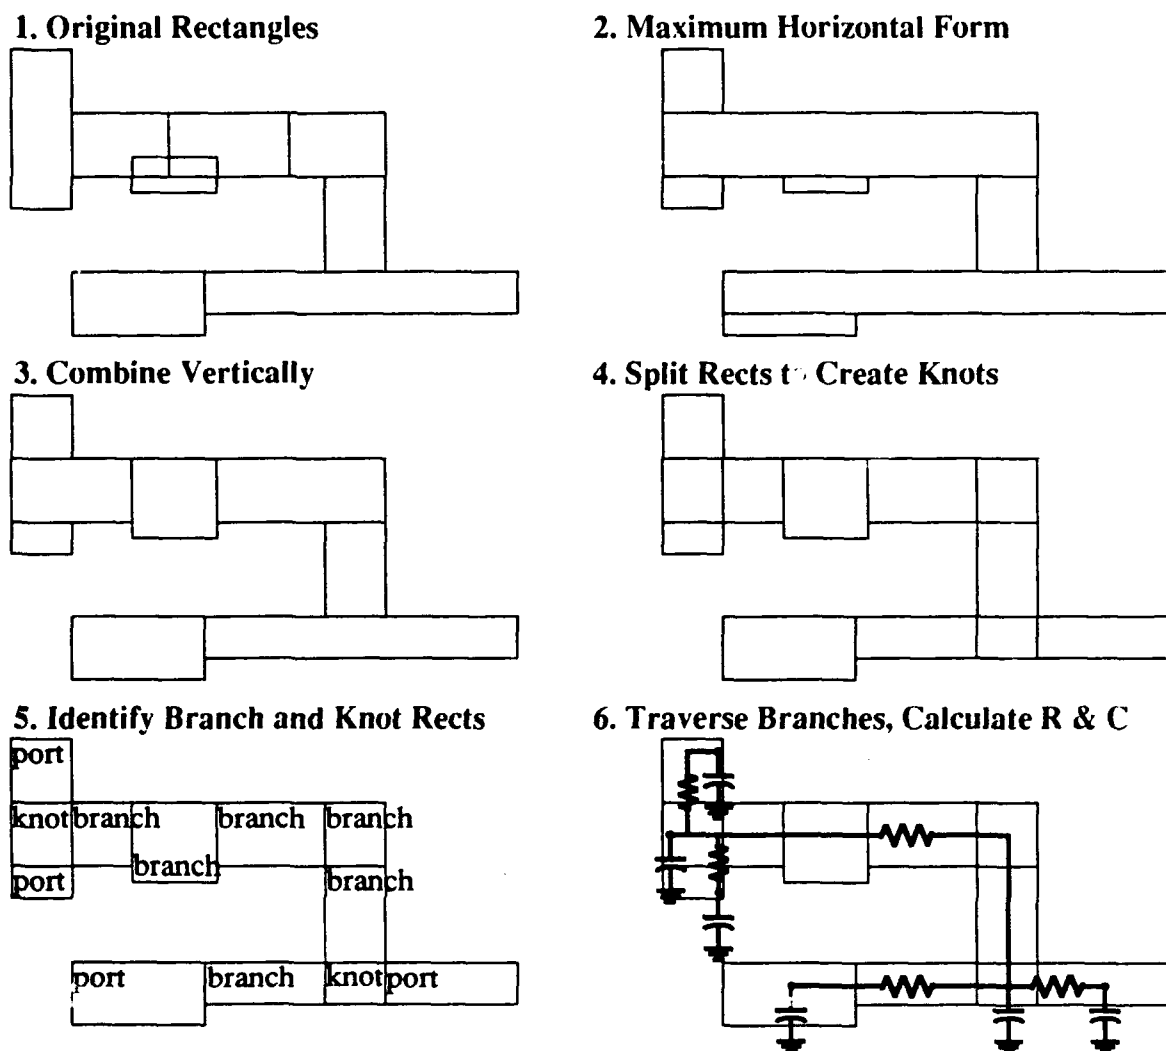 1. Original Rectangles
2. Maximum Horizontal Form
3. Combine Vertically
4. Split Rects t Create Knots
5. Identify Branch and Knot Rects
6. Traverse Branches, Calculate R & C
port
knot branch branch branch
branch
port branch
port branch knot port